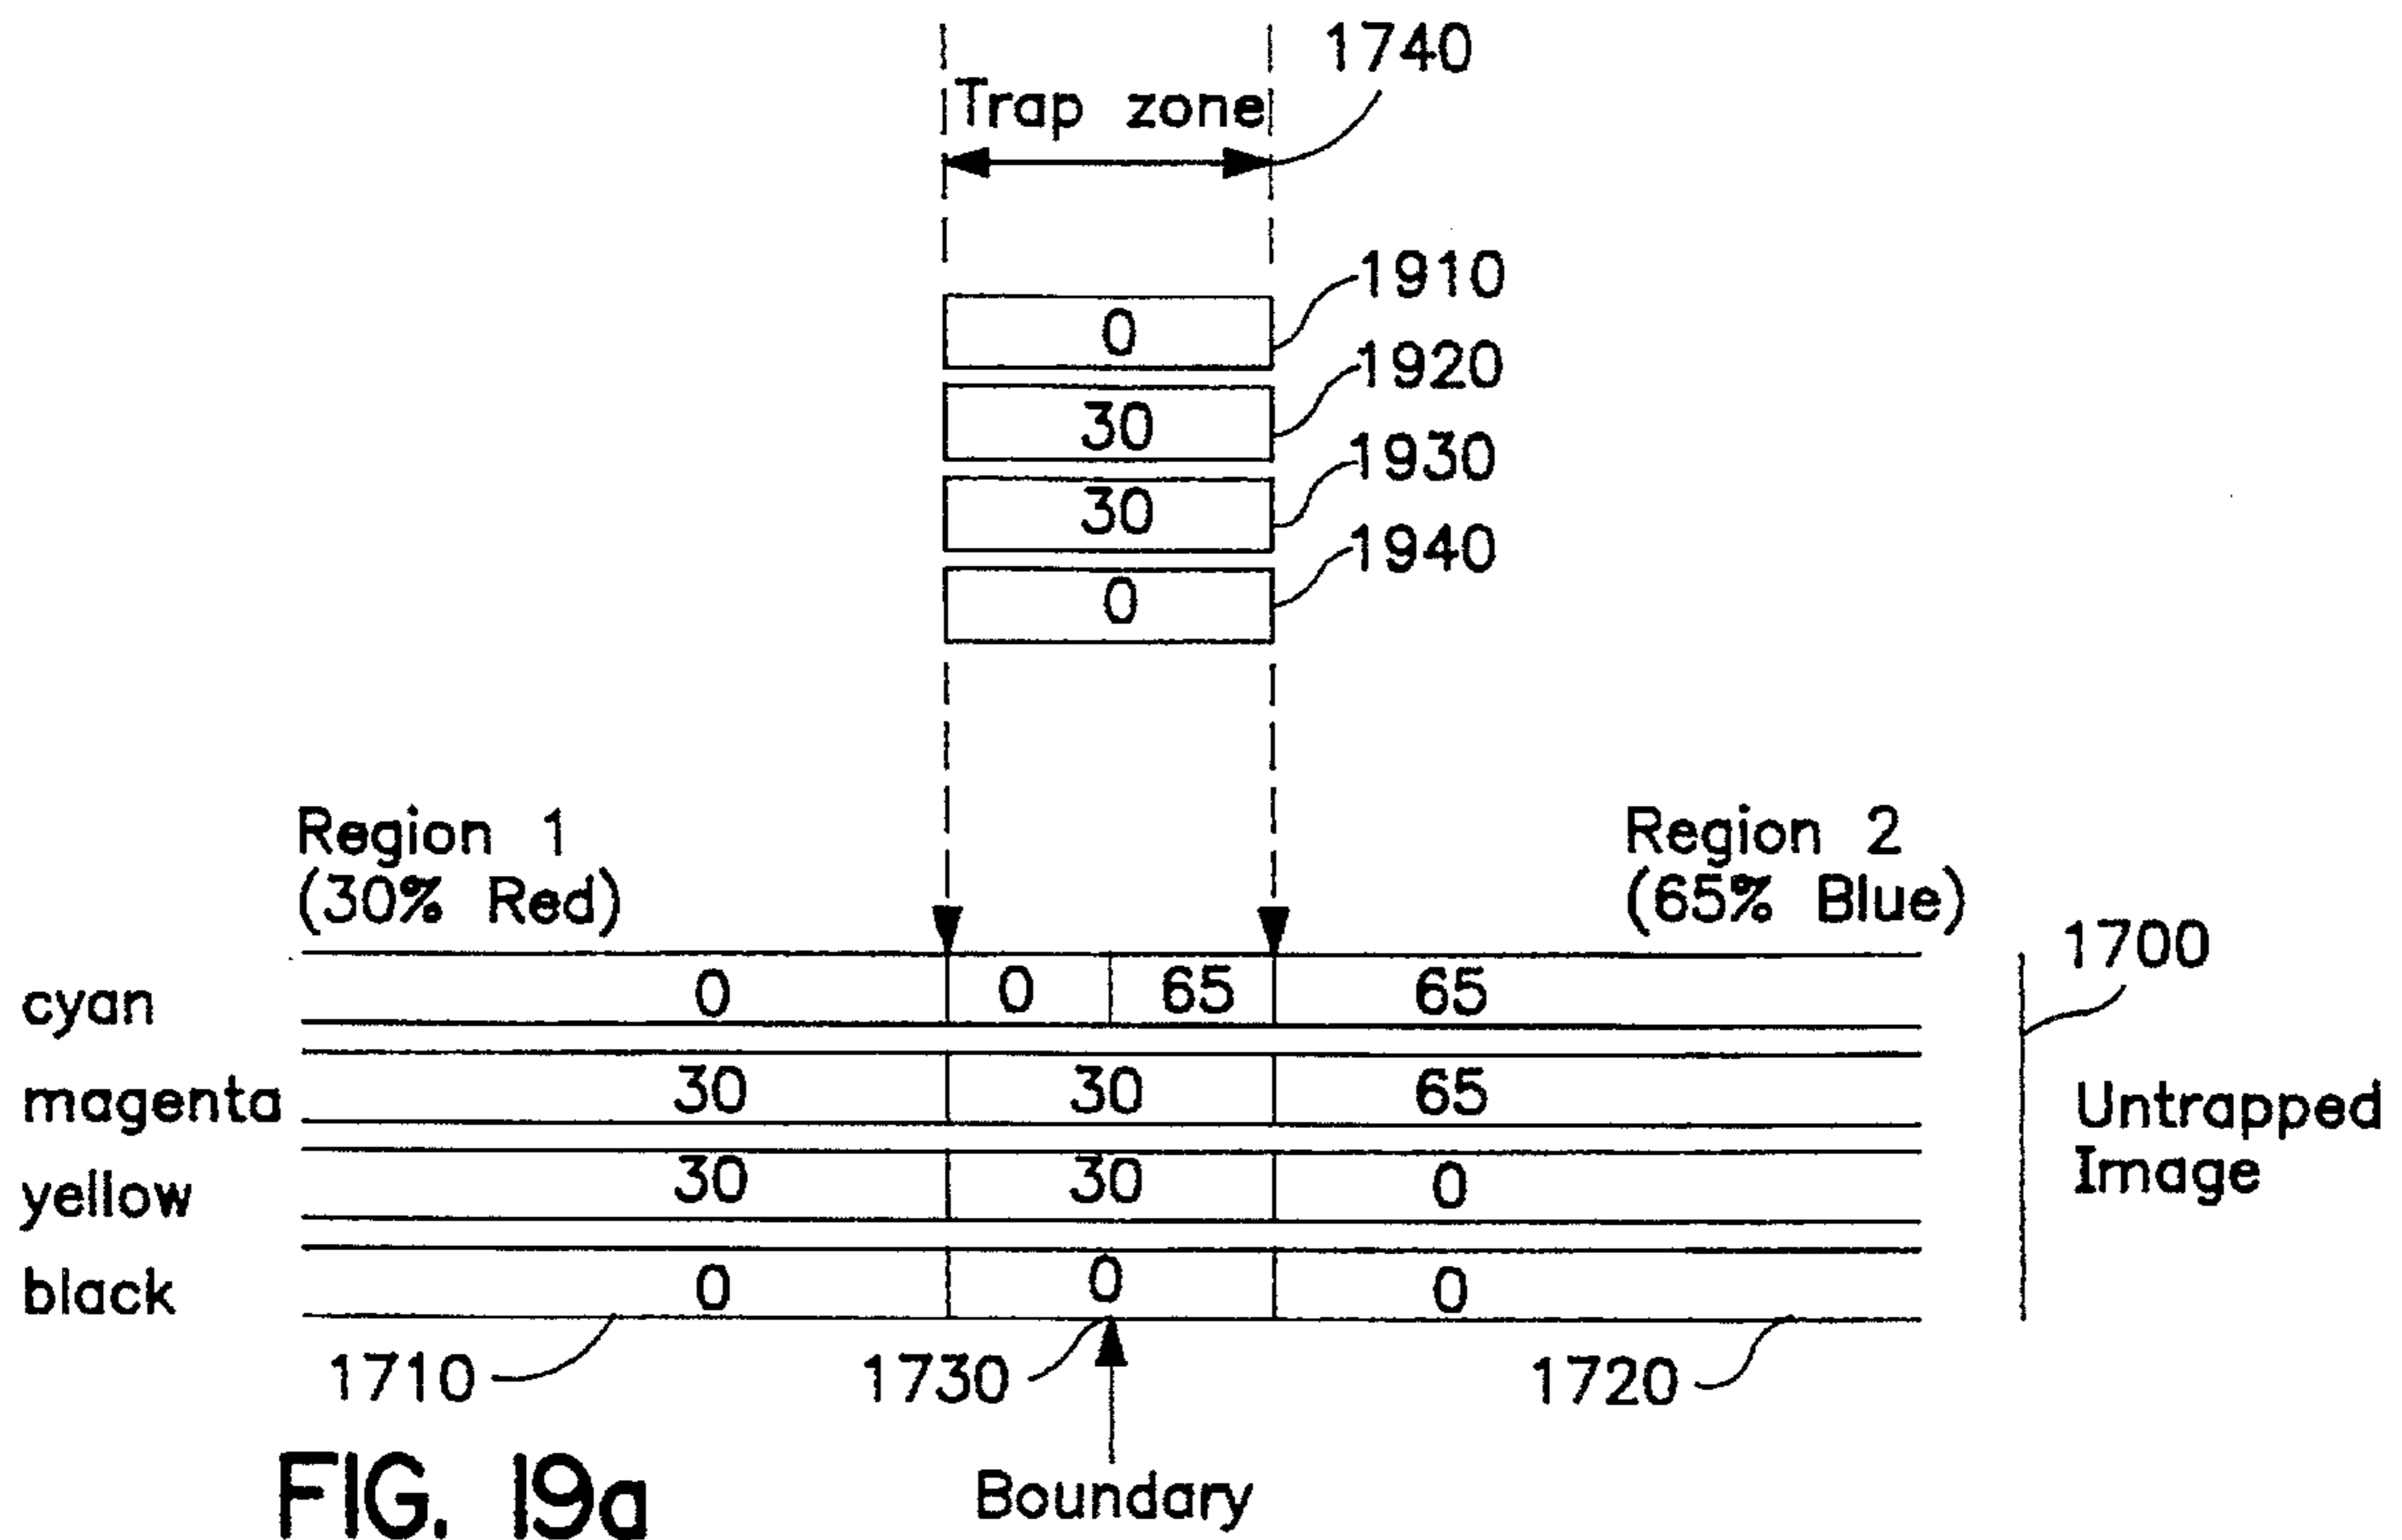 1740
Trap zone
0
1910
30
1920
30
1930
0
1940
Region 1
(30% Red)
Region 2
(65% Blue)
1700
cyan
0
0
65
65
magenta
30
30
65
yellow
30
30
0
black
0
0
0
Untrapped
Image
1710
1730
1720
Boundary
FIG. 19a